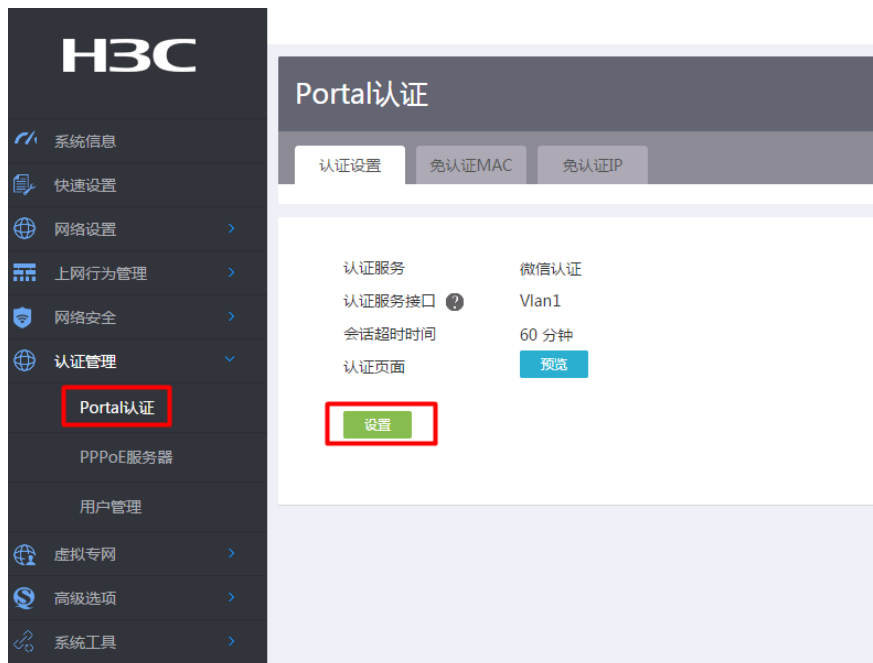 H3C
系统信息
快速设置
网络设置
上网行为管理
网络安全
认证管理
Portal认证
PPPoE服务器
用户管理
虚拟专网
高级选项
系统工具
Portal认证
认证设置 免认证MAC 免认证IP
认证服务 微信认证
认证服务接口 ? Vlan1
会话超时时间 60 分钟
认证页面 预览
设置